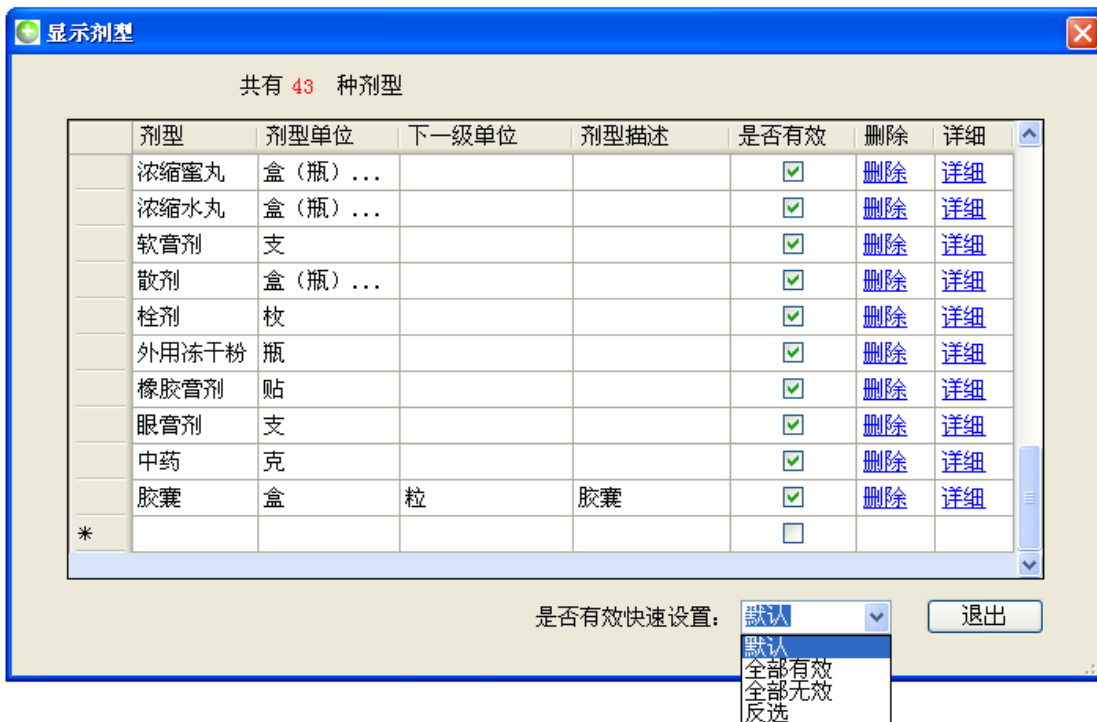 显示剂型
共有 43 种剂型
剂型 剂型单位 下一级单位 剂型描述 是否有效 删除 详细
浓缩蜜丸 盒（瓶）... 删除 详细
浓缩水丸 盒（瓶）... 删除 详细
软膏剂 支 删除 详细
散剂 盒（瓶）... 删除 详细
栓剂 枚 删除 详细
外用冻干粉 瓶 删除 详细
橡胶膏剂 贴 删除 详细
眼膏剂 支 删除 详细
中药 克 删除 详细
胶囊 盒 粒 胶囊 删除 详细
*
是否有效快速设置： 默认 退出
默认
全部有效
全部无效
反选